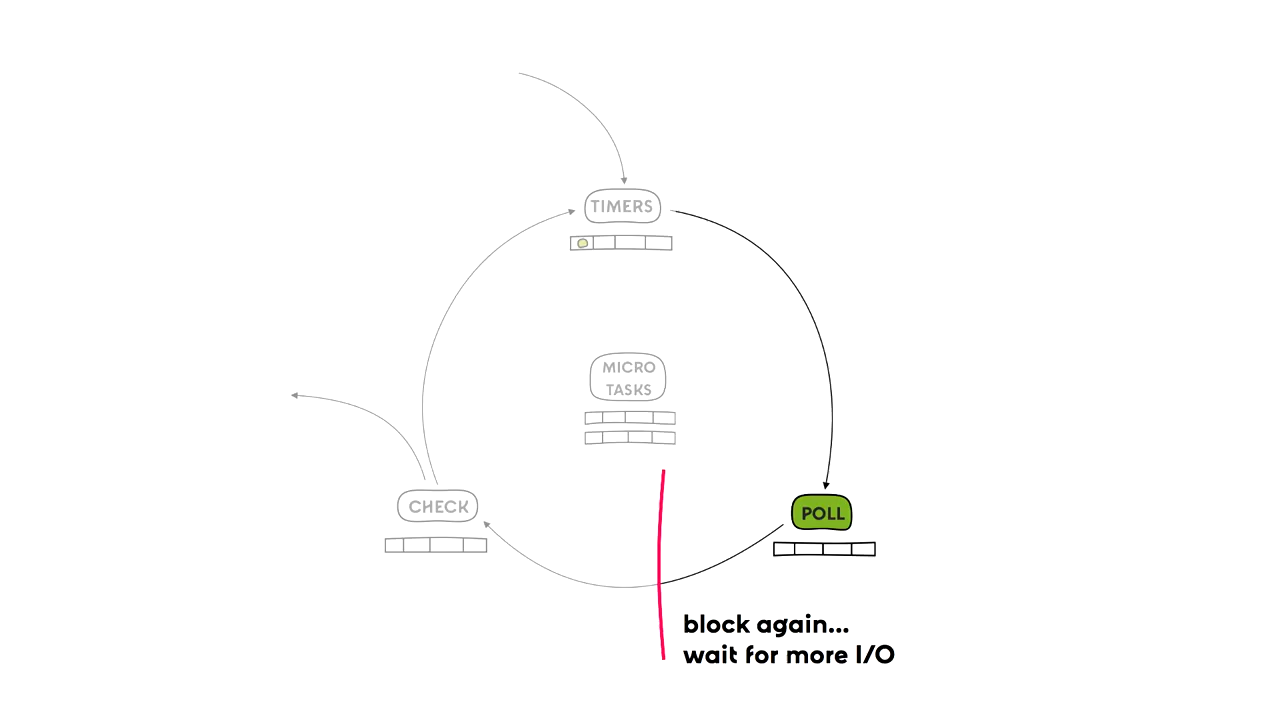 TIMERS
MICRO
TASKS
CHECK
POLL
block again...
wait for more I/O